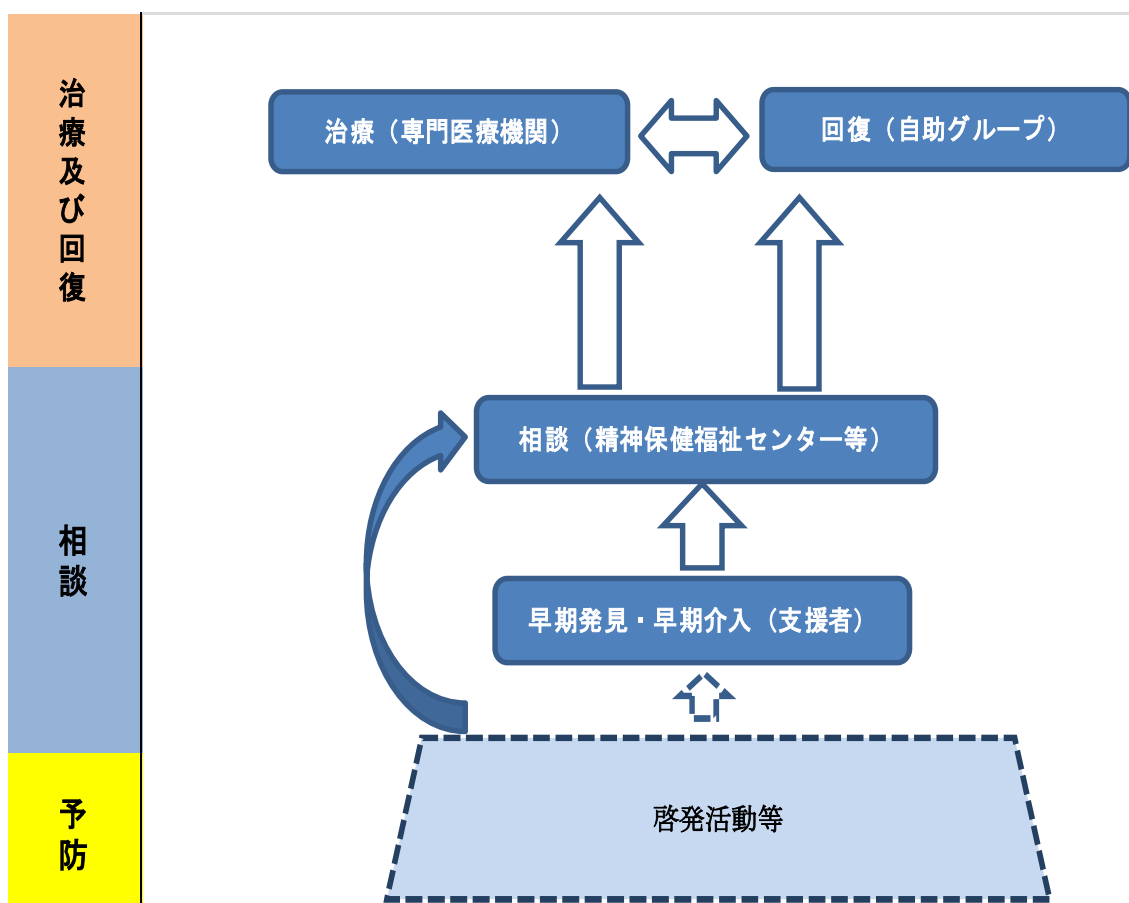 治療及び回復
治療（専門医療機関）
回復（自助グループ）
相談
相談（精神保健福祉センター等）
早期発見・早期介入（支援者）
予防
啓発活動等